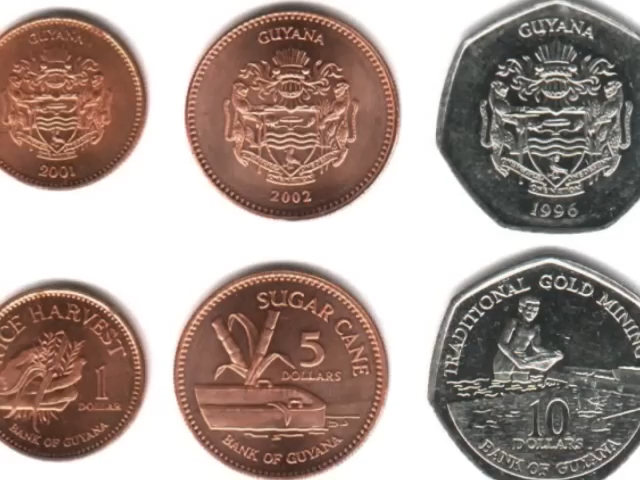 GUYANA
2001
GUYANA
2002
GUYANA
1996
ICE HARVEST
1
DOLLAR
BANK OF GUYANA
SUGAR CANE
5
DOLLARS
BANK OF GUYANA
TRADITIONAL GOLD MINING
10
DOLLARS
BANK OF GUYANA